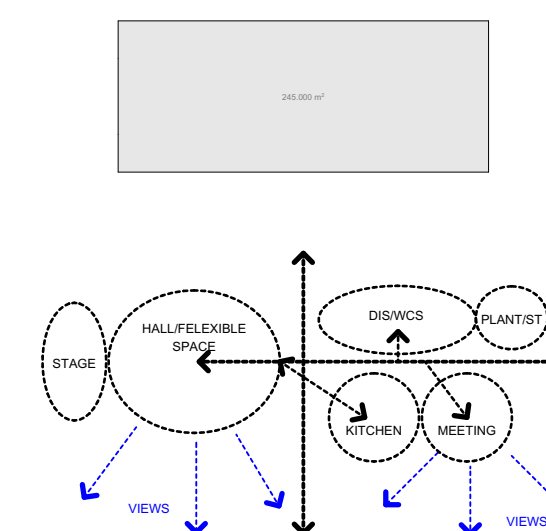 245.000 m²
DIS/WCS
PLANT/ST
HALL/FELEXIBLE
SPACE
STAGE
KITCHEN
MEETING
VIEWS
VIEWS